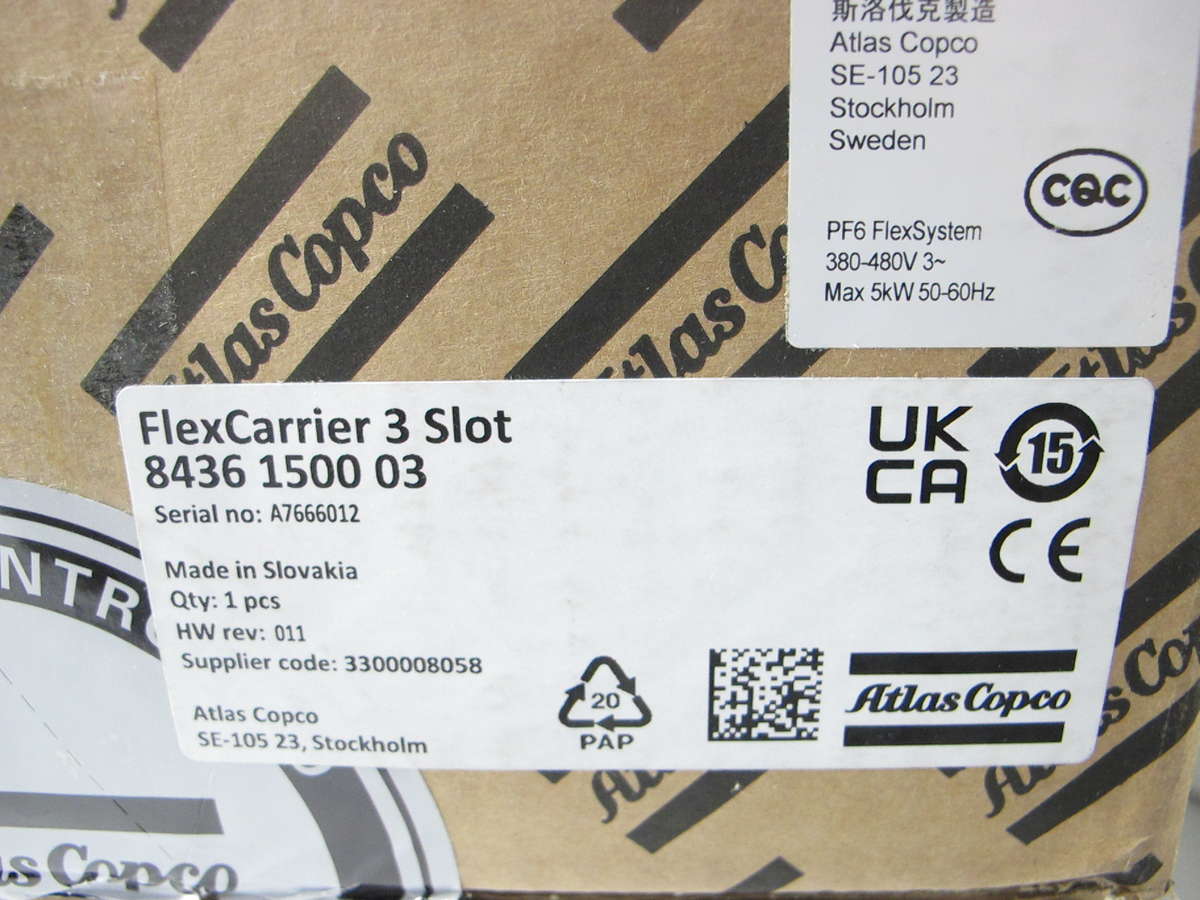 斯洛伐克製造
Atlas Copco
SE-105 23
Stockholm
Sweden
CQC
PF6 FlexSystem
380-480V 3~
Max 5kW 50-60Hz
Atlas Copco
Atlas Co
FlexCarrier 3 Slot
8436 1500 03
Serial no: A7666012
UK
CA
15
CE
Made in Slovakia
Qty: 1 pcs
HW rev: 011
Supplier code: 3300008058
20
PAP
Atlas Copco
Atlas Copco
SE-105 23, Stockholm
NTRO
as Copco